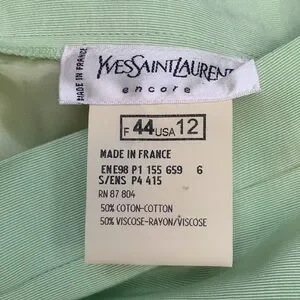 MADE IN FRANCE
YVESSAINTLAURENT
encore
F 44 USA 12
MADE IN FRANCE
ENE98 P1 155 659 6
S/ENS P4 415
RN 87 804
50% COTON-COTTON
50% VISCOSE-RAYON/VISCOSE